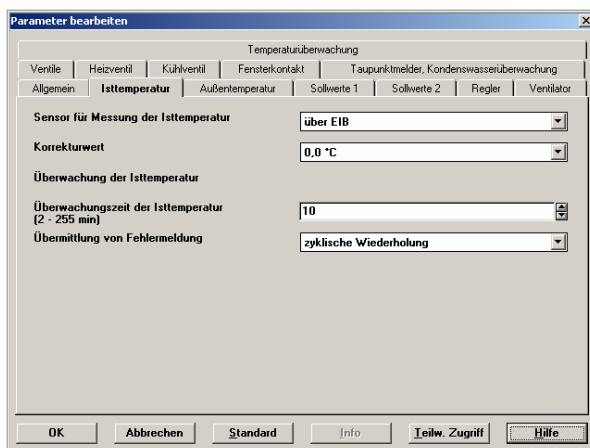 Parameter bearbeiten
Temperaturüberwachung
Ventile Heizventil Kühlventil Fensterkontakt Taupunktmelder, Kondenswasserüberwachung
Allgemein Isttemperatur Außentemperatur Sollwerte 1 Sollwerte 2 Regler Ventilator
Sensor für Messung der Isttemperatur über EIB
Korrekturwert 0,0 °C
Überwachung der Isttemperatur
Überwachungszeit der Isttemperatur
(2 - 255 min) 10
Übermittlung von Fehlermeldung zyklische Wiederholung
OK Abbrechen Standard Info Teilw. Zugriff Hilfe